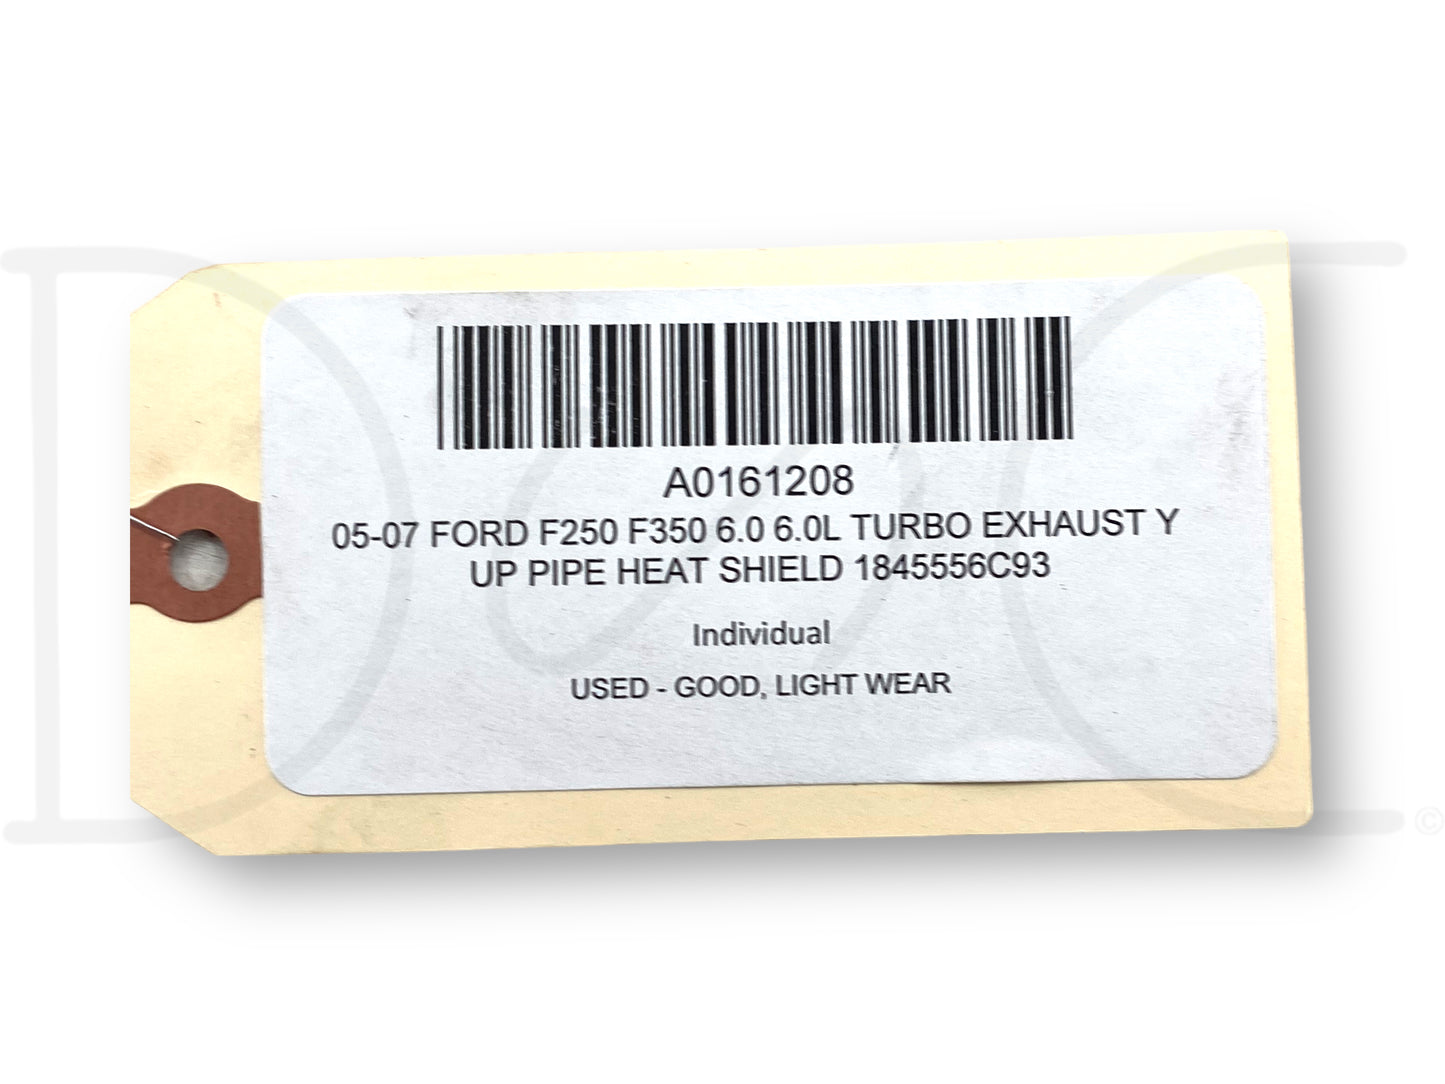 A0161208
05-07 FORD F250 F350 6.0 6.0L TURBO EXHAUST Y
UP PIPE HEAT SHIELD 1845556C93
Individual
USED - GOOD, LIGHT WEAR
©